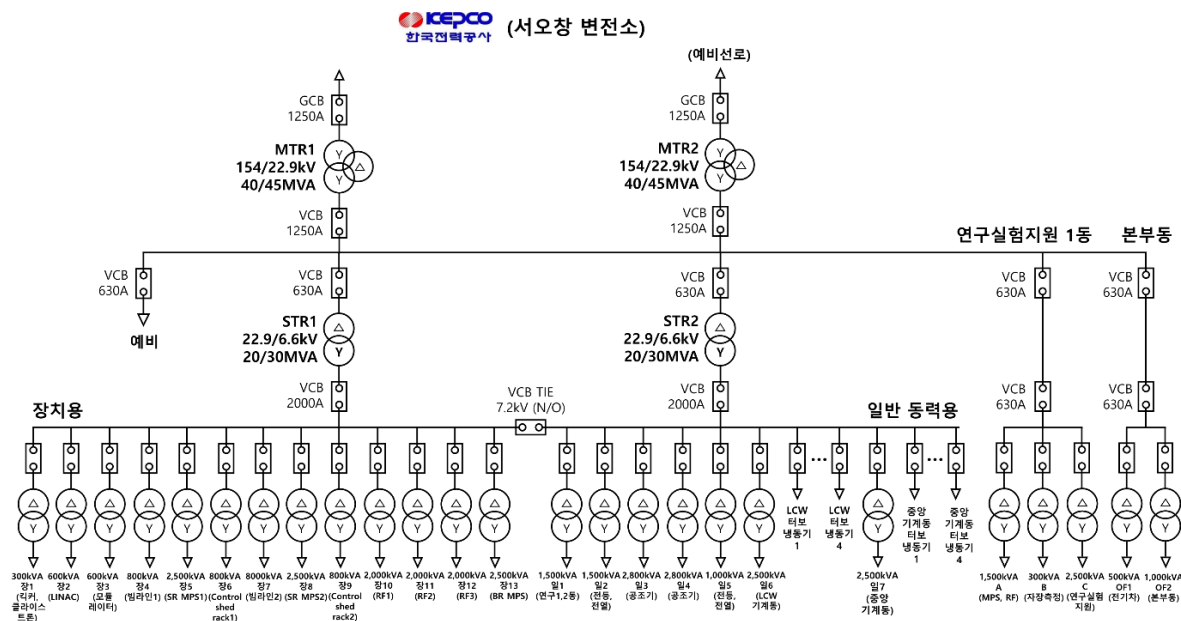 KEPCO
한국전력공사
(서오창 변전소)
(예비선로)
GCB
1250A
GCB
1250A
MTR1
154/22.9kV
40/45MVA
MTR2
154/22.9kV
40/45MVA
VCB
1250A
VCB
1250A
연구실험지원 1동
본부동
VCB
630A
VCB
630A
VCB
630A
VCB
630A
VCB
630A
예비
STR1
22.9/6.6kV
20/30MVA
STR2
22.9/6.6kV
20/30MVA
VCB
2000A
VCB TIE
7.2kV (N/O)
VCB
2000A
VCB
630A
VCB
630A
장치용
일반 동력용
300kVA
장1
(킥커,
클라이스
트론)
600kVA
장2
(LINAC)
600kVA
장3
(모듈
레이터)
800kVA
장4
(빔라인1)
2,500kVA
장5
(SR MPS1)
800kVA
장6
(Control
shed
rack1)
8000kVA
장7
(빔라인2)
2,500kVA
장8
(SR MPS2)
800kVA
장9
(Control
shed
rack2)
2,000kVA
장10
(RF1)
2,000kVA
장11
(RF2)
2,000kVA
장12
(RF3)
2,500kVA
장13
(BR MPS)
1,500kVA
일1
(연구1,2동)
1,500kVA
일2
(전등,
전열)
2,800kVA
일3
(공조기)
2,800kVA
일4
(공조기)
1,000kVA
일5
(전등,
전열)
2,500kVA
일6
(LCW
기계동)
LCW
터보
냉동기
1
...
LCW
터보
냉동기
4
2,500kVA
일7
(중앙
기계동)
중앙
기계동
터보
냉동기
1
...
중앙
기계동
터보
냉동기
4
1,500kVA
A
(MPS, RF)
300kVA
B
(자장측정)
2,500kVA
C
(연구실험
지원)
500kVA
OF1
(전기차)
1,000kVA
OF2
(본부동)